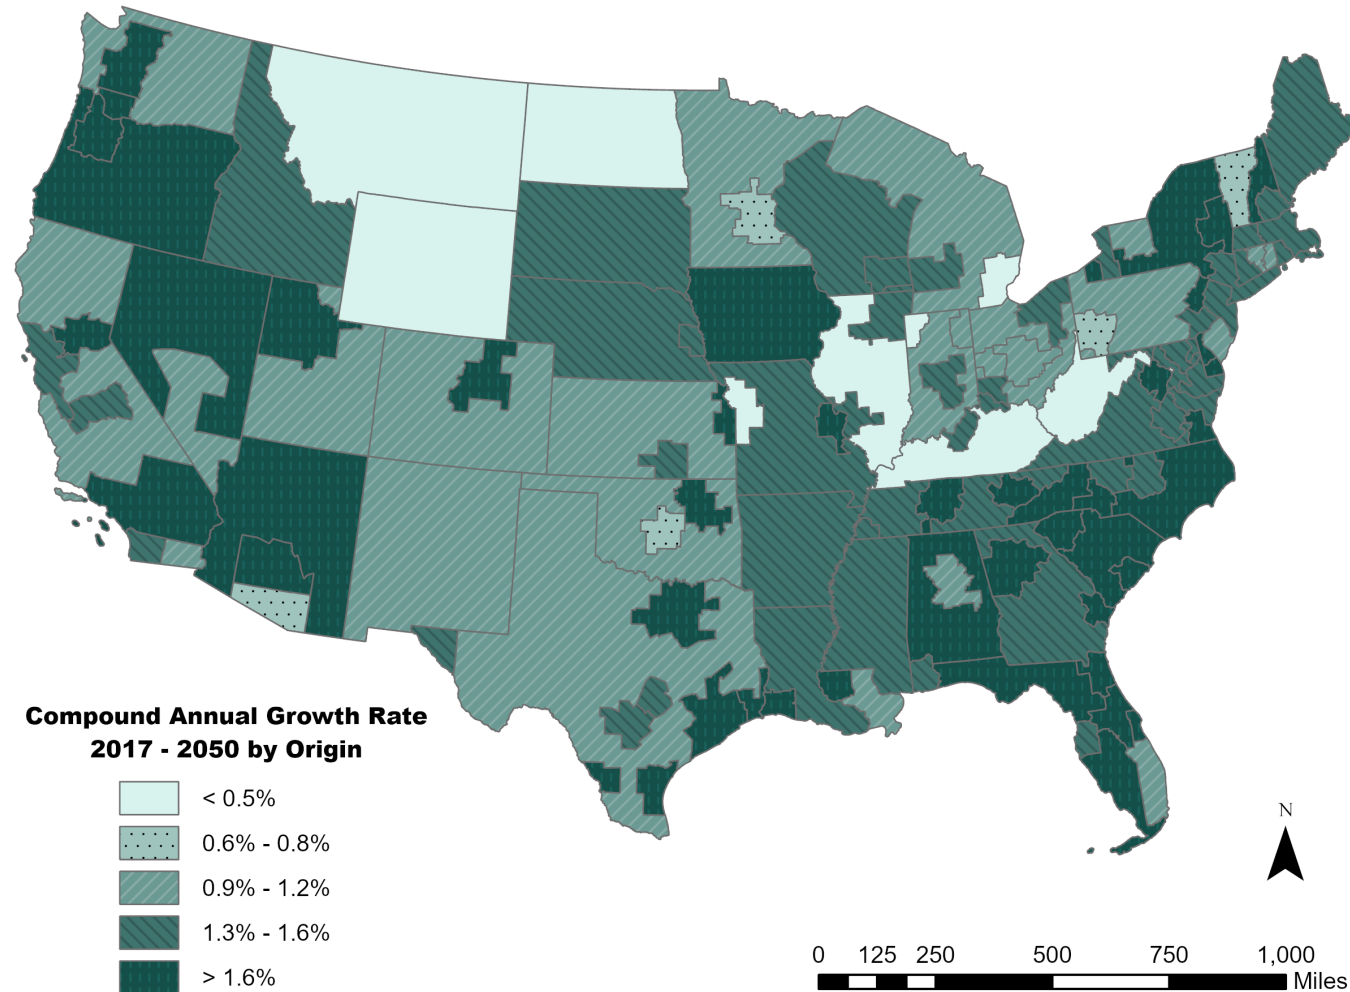 Compound Annual Growth Rate
2017 - 2050 by Origin
< 0.5%
0.6% - 0.8%
0.9% - 1.2%
1.3% - 1.6%
> 1.6%
N
0 125 250 500 750 1,000
Miles